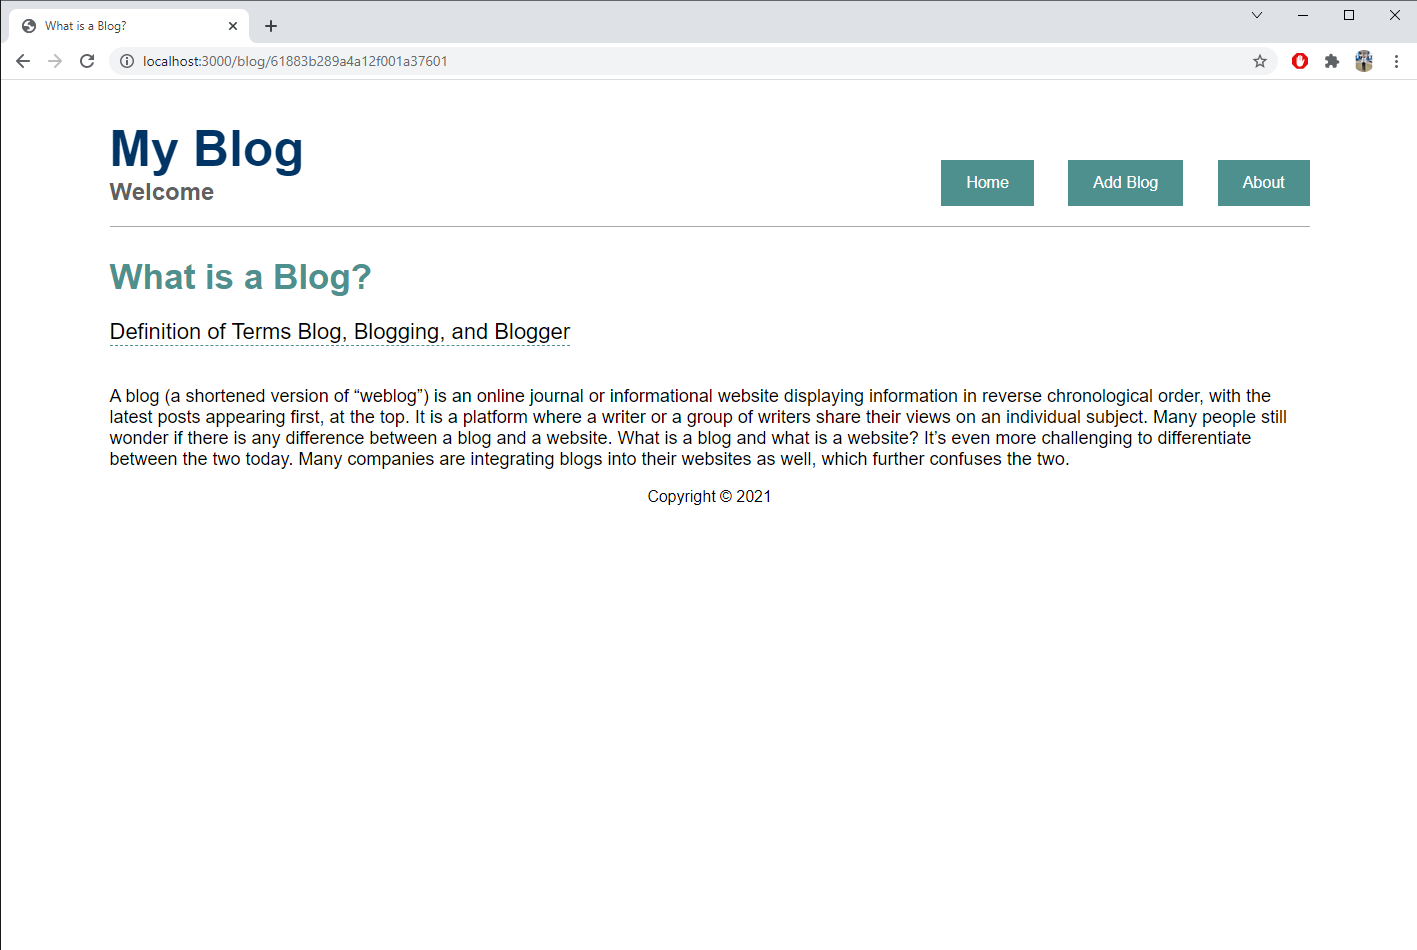 What is a Blog?
localhost:3000/blog/61883b289a4a12f001a37601
My Blog
Welcome
Home
Add Blog
About
What is a Blog?
Definition of Terms Blog, Blogging, and Blogger
A blog (a shortened version of “weblog”) is an online journal or informational website displaying information in reverse chronological order, with the
latest posts appearing first, at the top. It is a platform where a writer or a group of writers share their views on an individual subject. Many people still
wonder if there is any difference between a blog and a website. What is a blog and what is a website? It’s even more challenging to differentiate
between the two today. Many companies are integrating blogs into their websites as well, which further confuses the two.
Copyright © 2021